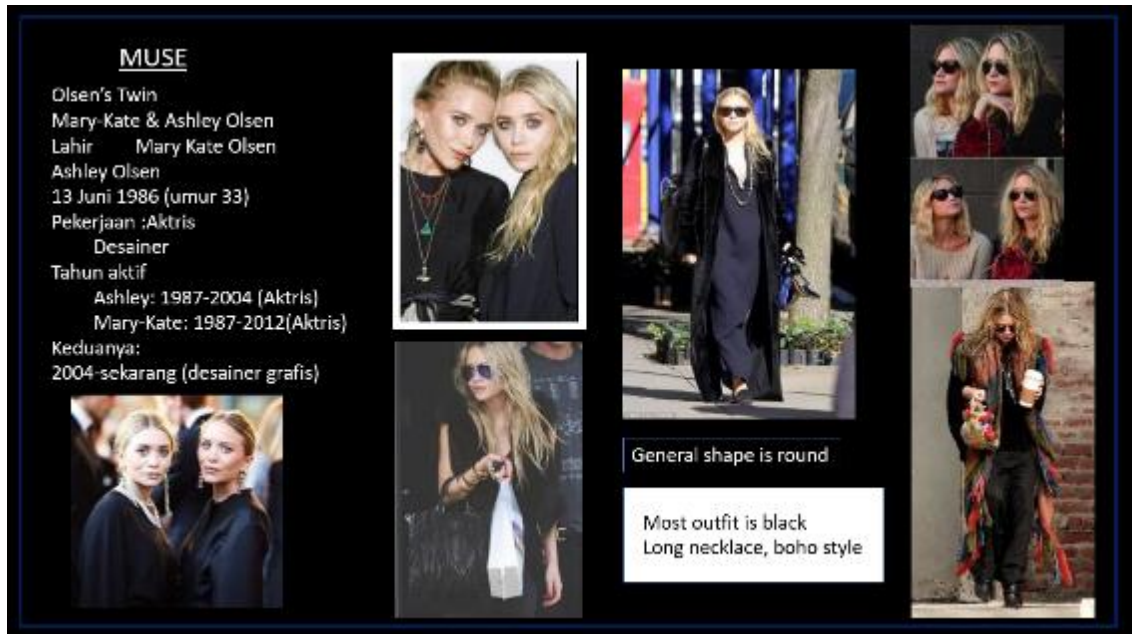 MUSE
Olsen's Twin
Mary-Kate & Ashley Olsen
Lahir Mary Kate Olsen
Ashley Olsen
13 Juni 1986 (umur 33)
Pekerjaan :Aktris
Desainer
Tahun aktif
Ashley: 1987-2004 (Aktris)
Mary-Kate: 1987-2012(Aktris)
Keduanya:
2004-sekarang (desainer grafis)
General shape is round
Most outfit is black
Long necklace, boho style